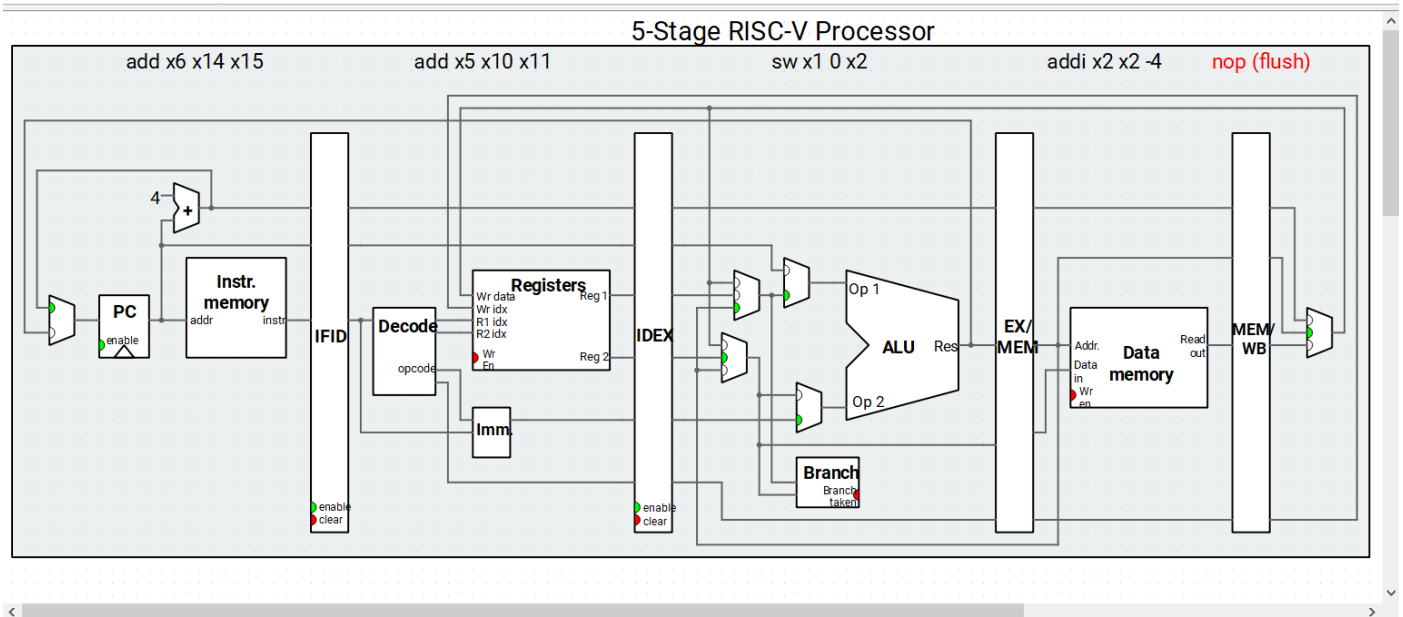 5-Stage RISC-V Processor
add x6 x14 x15
add x5 x10 x11
sw x1 0 x2
addi x2 x2 -4
nop (flush)
4
+
PC
enable
Instr.
memory
addr
instr
IFID
enable
clear
Decode
opcode
Registers
Wr data
Wr idx
R1 idx
R2 idx
Wr
En
Reg 1
Reg 2
Imm.
IDEX
enable
clear
Op 1
ALU
Res
Op 2
Branch
Branch
taken
EX/
MEM
Addr.
Data
in
Wr
en
Data
memory
Read
out
MEM/
WB